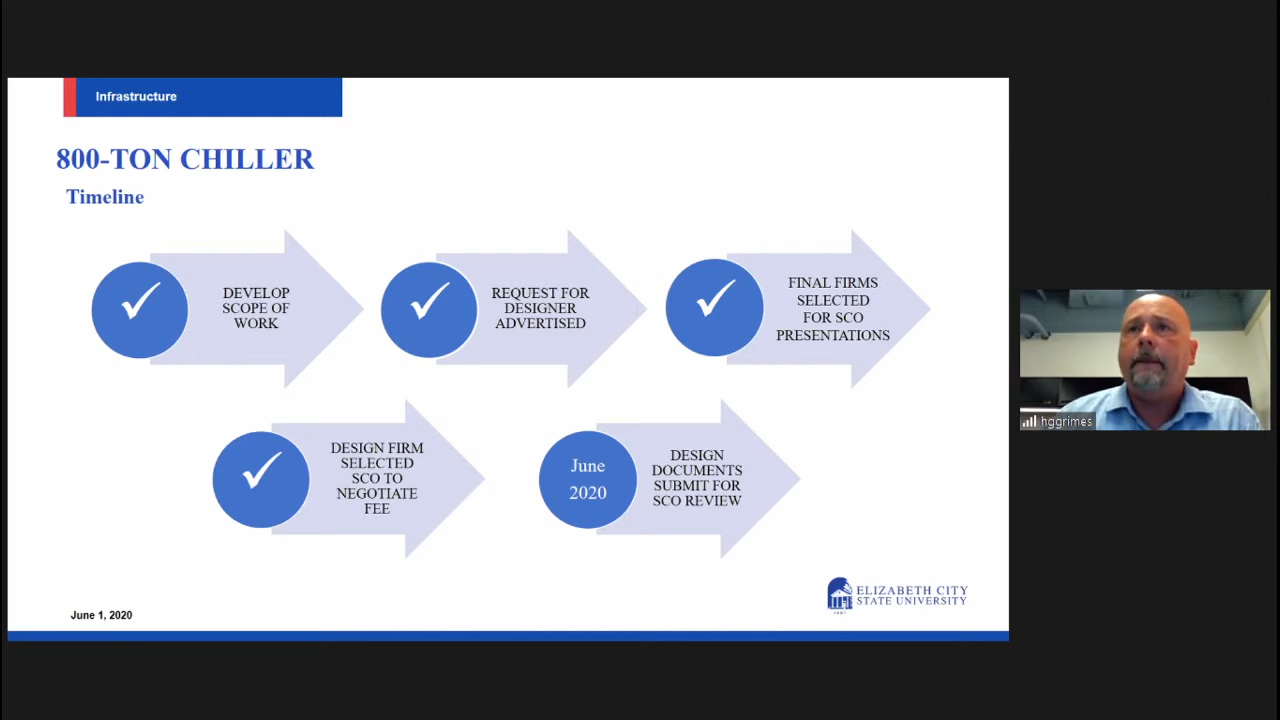 Infrastructure
800-TON CHILLER
Timeline
DEVELOP
SCOPE OF
WORK
REQUEST FOR
DESIGNER
ADVERTISED
FINAL FIRMS
SELECTED
FOR SCO
PRESENTATIONS
DESIGN FIRM
SELECTED
SCO TO
NEGOTIATE
FEE
June
2020
DESIGN
DOCUMENTS
SUBMIT FOR
SCO REVIEW
hggrimes
ELIZABETH CITY
STATE UNIVERSITY
June 1, 2020